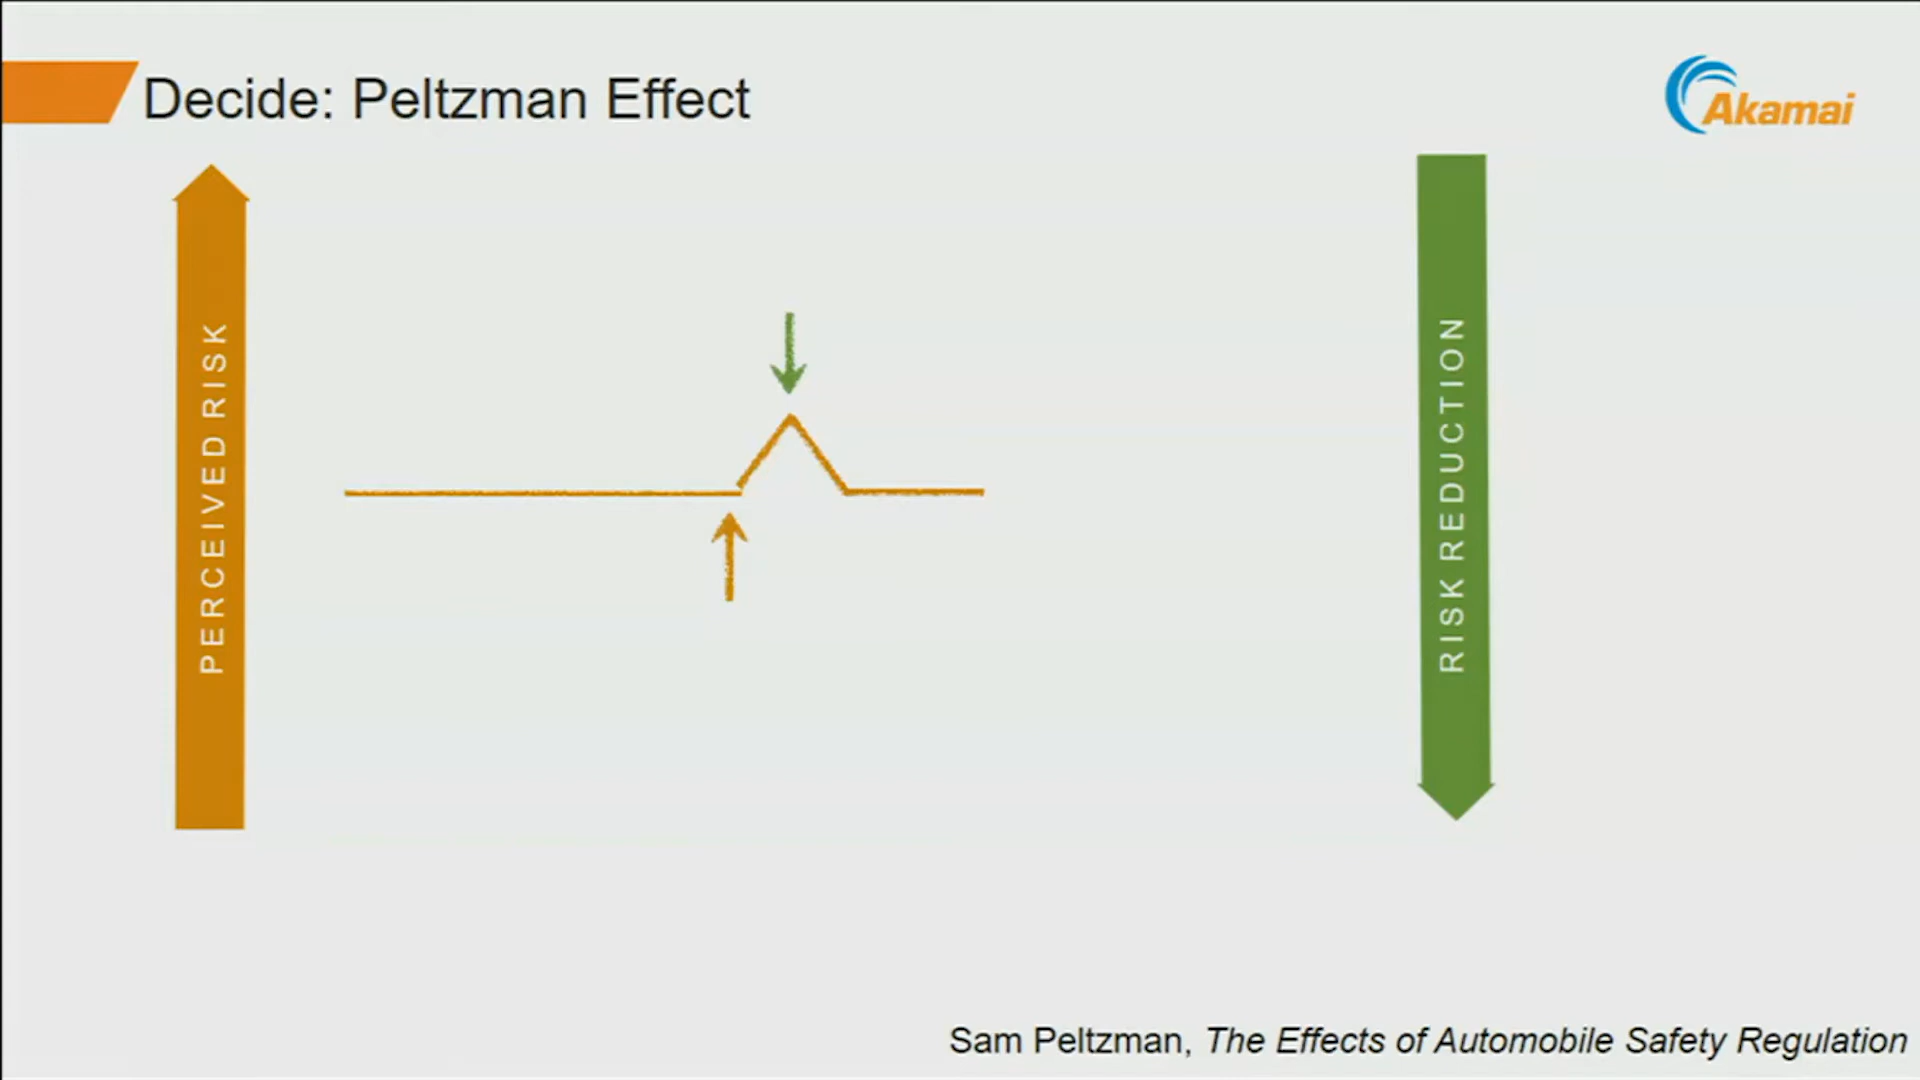 Decide: Peltzman Effect
Akamai
PERCEIVED RISK
RISK REDUCTION
Sam Peltzman, The Effects of Automobile Safety Regulation